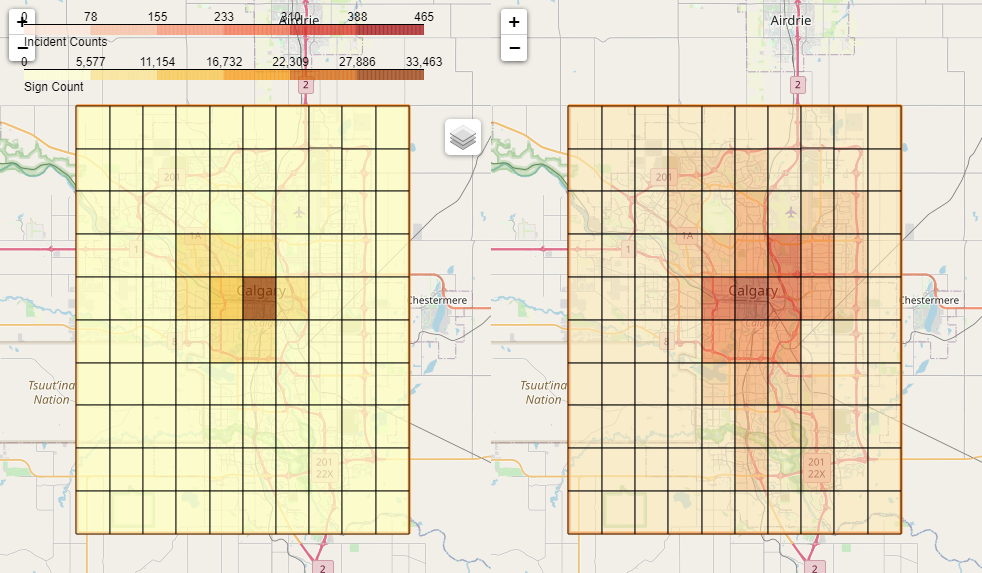 +
+
0 78 155 233 310 388 465
Airdrie
Airdrie
Incident Counts
−
−
0 5,577 11,154 16,732 22,309 27,886 33,463
Sign Count
2
2
201
201
1
1A
1
1A
Calgary
Calgary
Chestermere
Chestermere
Calgary
8
8
Tsuut'ina
Nation
Tsuut'ina
Nation
201
22X
201
22X
2
2